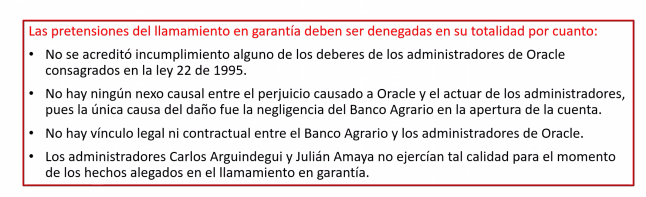 Las pretensiones del llamamiento en garantía deben ser denegadas en su totalidad por cuanto:
• No se acreditó incumplimiento alguno de los deberes de los administradores de Oracle
consagrados en la ley 22 de 1995.
• No hay ningún nexo causal entre el perjuicio causado a Oracle y el actuar de los administradores,
pues la única causa del daño fue la negligencia del Banco Agrario en la apertura de la cuenta.
• No hay vínculo legal ni contractual entre el Banco Agrario y los administradores de Oracle.
• Los administradores Carlos Arguindegui y Julián Amaya no ejercían tal calidad para el momento
de los hechos alegados en el llamamiento en garantía.